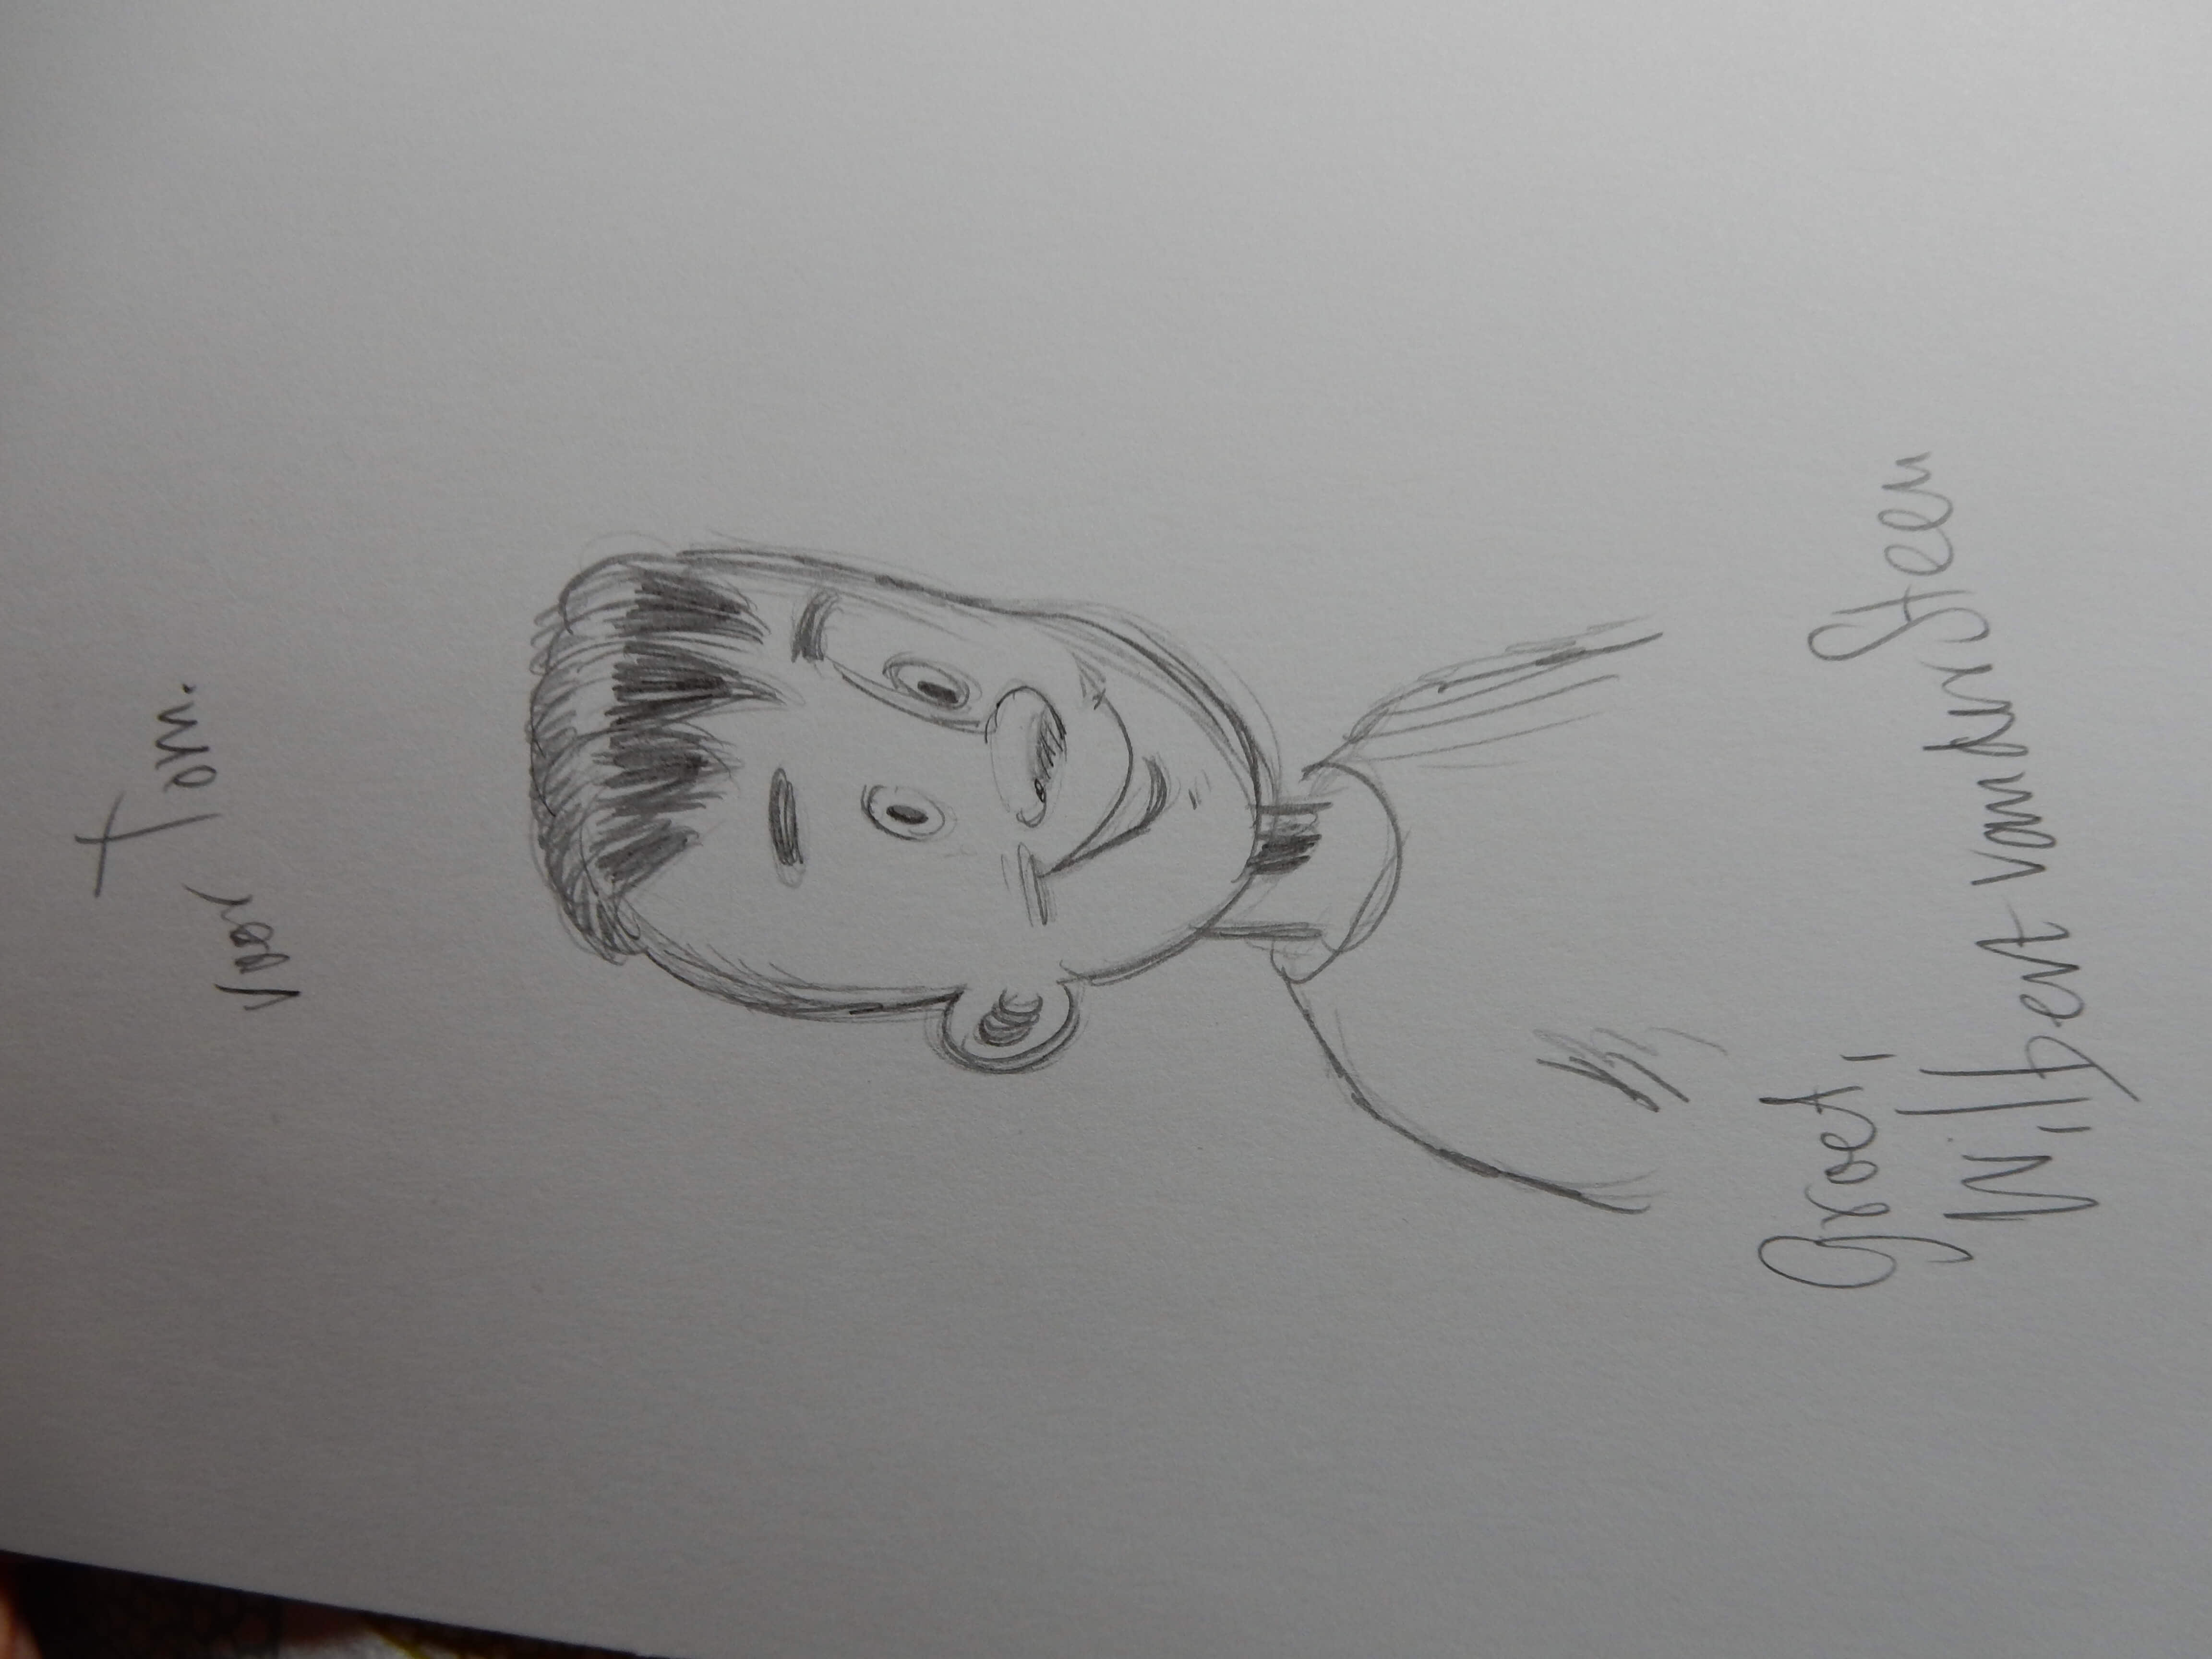 voor Tom.
Groet,
Wilbert van der Steen